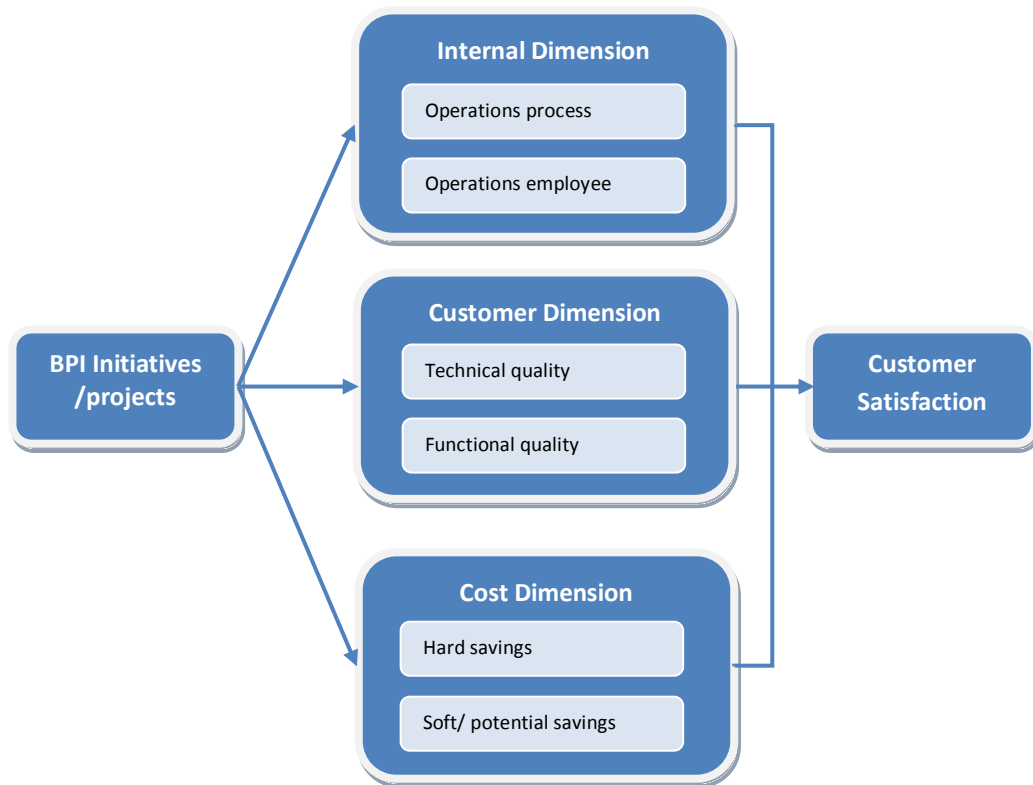 Internal Dimension
Operations process
Operations employee
Customer Dimension
Technical quality
Functional quality
BPI Initiatives
/projects
Customer
Satisfaction
Cost Dimension
Hard savings
Soft/ potential savings